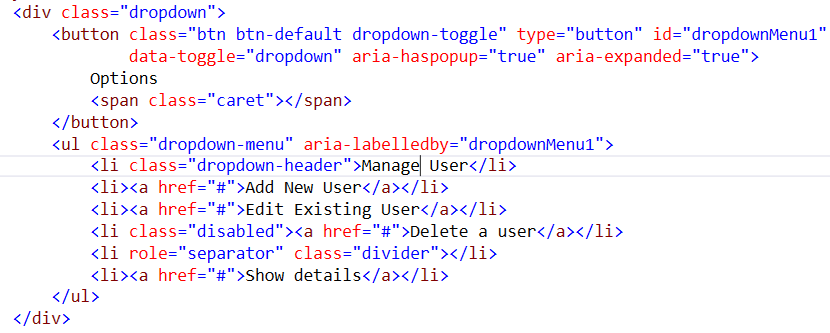 <div class="dropdown">
<button class="btn btn-default dropdown-toggle" type="button" id="dropdownMenu1"
data-toggle="dropdown" aria-haspopup="true" aria-expanded="true">
Options
<span class="caret"></span>
</button>
<ul class="dropdown-menu" aria-labelledby="dropdownMenu1">
<li class="dropdown-header">Manage User</li>
<li><a href="#">Add New User</a></li>
<li><a href="#">Edit Existing User</a></li>
<li class="disabled"><a href="#">Delete a user</a></li>
<li role="separator" class="divider"></li>
<li><a href="#">Show details</a></li>
</ul>
</div>